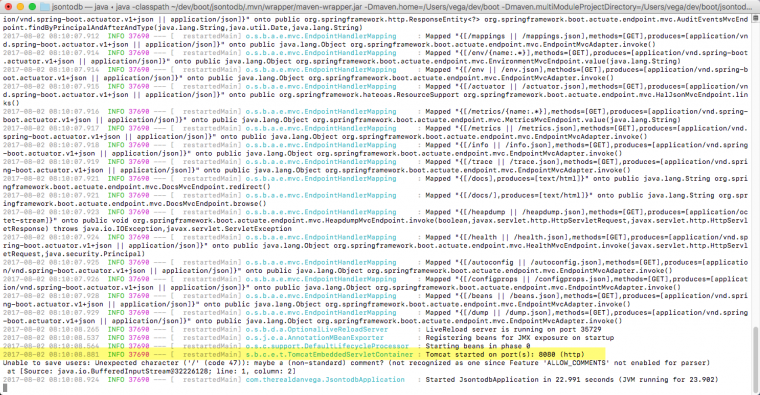 jsontodb — java ‹ java -classpath ~/dev/boot/jsontodb/.mvn/wrapper/maven-wrapper.jar -Dmaven.home=/Users/vega/dev/boot -Dmaven.multiModuleProjectDirectory=/Users/vega/dev/boot/jsontod...
ion/vnd.spring-boot.actuator.v1+json || application/json]}" onto public org.springframework.http.ResponseEntity<?> org.springframework.boot.actuate.endpoint.mvc.AuditEventsMvcEnd
point.findByPrincipalAndAfterAndType(java.lang.String,java.util.Date,java.lang.String)
2017-08-02 10:08:07.915 INFO 37690 --- [ restartedMain] o.s.b.a.e.mvc.EndpointHandlerMapping : Mapped "{[/mappings || /mappings.json],methods=[GET],produces=[application/vn
d.spring-boot.actuator.v1+json || application/json]}" onto public java.lang.Object org.springframework.boot.actuate.endpoint.mvc.EndpointMvcAdapter.invoke()
2017-08-02 10:08:07.916 INFO 37690 --- [ restartedMain] o.s.b.a.e.mvc.EndpointHandlerMapping : Mapped "{[/env/{name:.*}],methods=[GET],produces=[application/vnd.spring-boot
.actuator.v1+json || application/json]}" onto public java.lang.Object org.springframework.boot.actuate.endpoint.mvc.EnvironmentMvcEndpoint.value(java.lang.String)
2017-08-02 10:08:07.916 INFO 37690 --- [ restartedMain] o.s.b.a.e.mvc.EndpointHandlerMapping : Mapped "{[/env || /env.json],methods=[GET],produces=[application/vnd.spring-b
oot.actuator.v1+json || application/json]}" onto public java.lang.Object org.springframework.boot.actuate.endpoint.mvc.EndpointMvcAdapter.invoke()
2017-08-02 10:08:07.916 INFO 37690 --- [ restartedMain] o.s.b.a.e.mvc.EndpointHandlerMapping : Mapped "{[/actuator || /actuator.json],methods=[GET],produces=[application/vn
d.spring-boot.actuator.v1+json || application/json]}" onto public org.springframework.hateoas.ResourceSupport org.springframework.boot.actuate.endpoint.mvc.HalJsonMvcEndpoint.lin
ks()
2017-08-02 10:08:07.916 INFO 37690 --- [ restartedMain] o.s.b.a.e.mvc.EndpointHandlerMapping : Mapped "{[/metrics/{name:.*}],methods=[GET],produces=[application/vnd.spring-
boot.actuator.v1+json || application/json]}" onto public java.lang.Object org.springframework.boot.actuate.endpoint.mvc.MetricsMvcEndpoint.value(java.lang.String)
2017-08-02 10:08:07.917 INFO 37690 --- [ restartedMain] o.s.b.a.e.mvc.EndpointHandlerMapping : Mapped "{[/metrics || /metrics.json],methods=[GET],produces=[application/vnd.
spring-boot.actuator.v1+json || application/json]}" onto public java.lang.Object org.springframework.boot.actuate.endpoint.mvc.EndpointMvcAdapter.invoke()
2017-08-02 10:08:07.918 INFO 37690 --- [ restartedMain] o.s.b.a.e.mvc.EndpointHandlerMapping : Mapped "{[/info || /info.json],methods=[GET],produces=[application/vnd.spring
-boot.actuator.v1+json || application/json]}" onto public java.lang.Object org.springframework.boot.actuate.endpoint.mvc.EndpointMvcAdapter.invoke()
2017-08-02 10:08:07.919 INFO 37690 --- [ restartedMain] o.s.b.a.e.mvc.EndpointHandlerMapping : Mapped "{[/trace || /trace.json],methods=[GET],produces=[application/vnd.spri
ng-boot.actuator.v1+json || application/json]}" onto public java.lang.Object org.springframework.boot.actuate.endpoint.mvc.EndpointMvcAdapter.invoke()
2017-08-02 10:08:07.921 INFO 37690 --- [ restartedMain] o.s.b.a.e.mvc.EndpointHandlerMapping : Mapped "{[/docs],produces=[text/html]}" onto public java.lang.String org.spri
ngframework.boot.actuate.endpoint.mvc.DocsMvcEndpoint.redirect()
2017-08-02 10:08:07.921 INFO 37690 --- [ restartedMain] o.s.b.a.e.mvc.EndpointHandlerMapping : Mapped "{[/docs/],produces=[text/html]}" onto public java.lang.String org.spr
ingframework.boot.actuate.endpoint.mvc.DocsMvcEndpoint.browse()
2017-08-02 10:08:07.923 INFO 37690 --- [ restartedMain] o.s.b.a.e.mvc.EndpointHandlerMapping : Mapped "{[/heapdump || /heapdump.json],methods=[GET],produces=[application/oc
tet-stream]}" onto public void org.springframework.boot.actuate.endpoint.mvc.HeapdumpMvcEndpoint.invoke(boolean,javax.servlet.http.HttpServletRequest,javax.servlet.http.HttpServl
etResponse) throws java.io.IOException,javax.servlet.ServletException
2017-08-02 10:08:07.924 INFO 37690 --- [ restartedMain] o.s.b.a.e.mvc.EndpointHandlerMapping : Mapped "{[/health || /health.json],methods=[GET],produces=[application/vnd.sp
ring-boot.actuator.v1+json || application/json]}" onto public java.lang.Object org.springframework.boot.actuate.endpoint.mvc.HealthMvcEndpoint.invoke(javax.servlet.http.HttpServl
etRequest,java.security.Principal)
2017-08-02 10:08:07.926 INFO 37690 --- [ restartedMain] o.s.b.a.e.mvc.EndpointHandlerMapping : Mapped "{[/autoconfig || /autoconfig.json],methods=[GET],produces=[applicatio
n/vnd.spring-boot.actuator.v1+json || application/json]}" onto public java.lang.Object org.springframework.boot.actuate.endpoint.mvc.EndpointMvcAdapter.invoke()
2017-08-02 10:08:07.927 INFO 37690 --- [ restartedMain] o.s.b.a.e.mvc.EndpointHandlerMapping : Mapped "{[/configprops || /configprops.json],methods=[GET],produces=[applicat
ion/vnd.spring-boot.actuator.v1+json || application/json]}" onto public java.lang.Object org.springframework.boot.actuate.endpoint.mvc.EndpointMvcAdapter.invoke()
2017-08-02 10:08:07.928 INFO 37690 --- [ restartedMain] o.s.b.a.e.mvc.EndpointHandlerMapping : Mapped "{[/beans || /beans.json],methods=[GET],produces=[application/vnd.spri
ng-boot.actuator.v1+json || application/json]}" onto public java.lang.Object org.springframework.boot.actuate.endpoint.mvc.EndpointMvcAdapter.invoke()
2017-08-02 10:08:07.929 INFO 37690 --- [ restartedMain] o.s.b.a.e.mvc.EndpointHandlerMapping : Mapped "{[/dump || /dump.json],methods=[GET],produces=[application/vnd.spring
-boot.actuator.v1+json || application/json]}" onto public java.lang.Object org.springframework.boot.actuate.endpoint.mvc.EndpointMvcAdapter.invoke()
2017-08-02 10:08:08.265 INFO 37690 --- [ restartedMain] o.s.b.d.a.OptionalLiveReloadServer : LiveReload server is running on port 35729
2017-08-02 10:08:08.537 INFO 37690 --- [ restartedMain] o.s.j.e.a.AnnotationMBeanExporter : Registering beans for JMX exposure on startup
2017-08-02 10:08:08.564 INFO 37690 --- [ restartedMain] o.s.c.support.DefaultLifecycleProcessor : Starting beans in phase 0
2017-08-02 10:08:08.831 INFO 37690 --- [ restartedMain] s.b.c.e.t.TomcatEmbeddedServletContainer : Tomcat started on port(s): 8080 (http)
Unable to save users: Unexpected character ('/' (code 47)): maybe a (non-standard) comment? (not recognized as one since Feature 'ALLOW_COMMENTS' not enabled for parser)
at [Source: java.io.BufferedInputStream@32226128; line: 1, column: 2]
2017-08-02 10:08:08.881 INFO 37690 --- [ restartedMain] com.therealdanvega.JsontodbApplication : Started JsontodbApplication in 22.991 seconds (JVM running for 23.902)